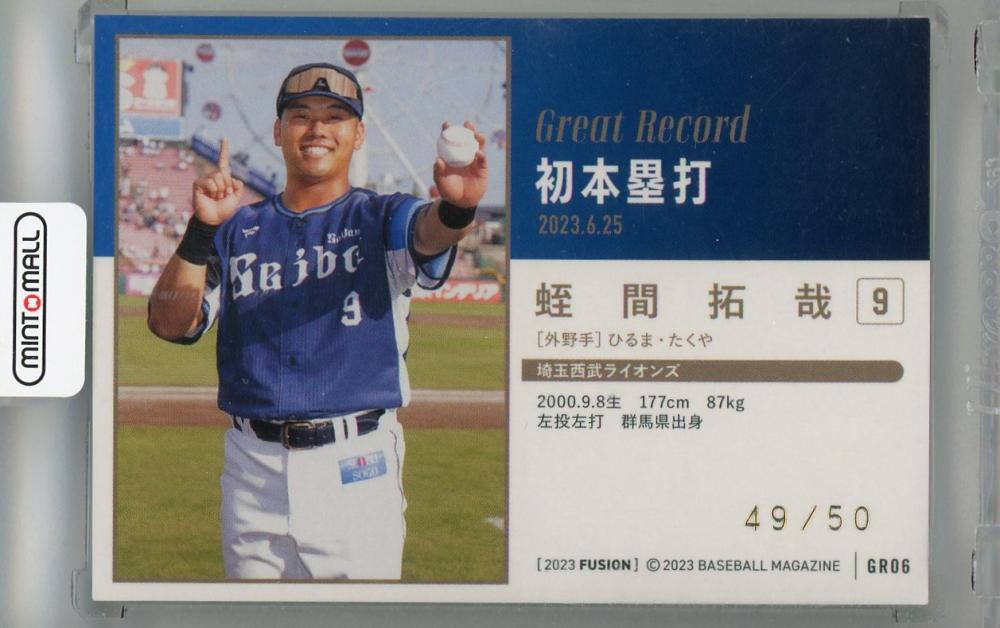 MINT MALL
Great Record
初本塁打
2023.6.25
蛭間拓哉 9
[外野手] ひるま・たくや
埼玉西武ライオンズ
2000.9.8生 177cm 87kg
左投左打 群馬県出身
49/50
[2023 FUSION] ©2023 BASEBALL MAGAZINE GR06
Seibu
9
SOGO